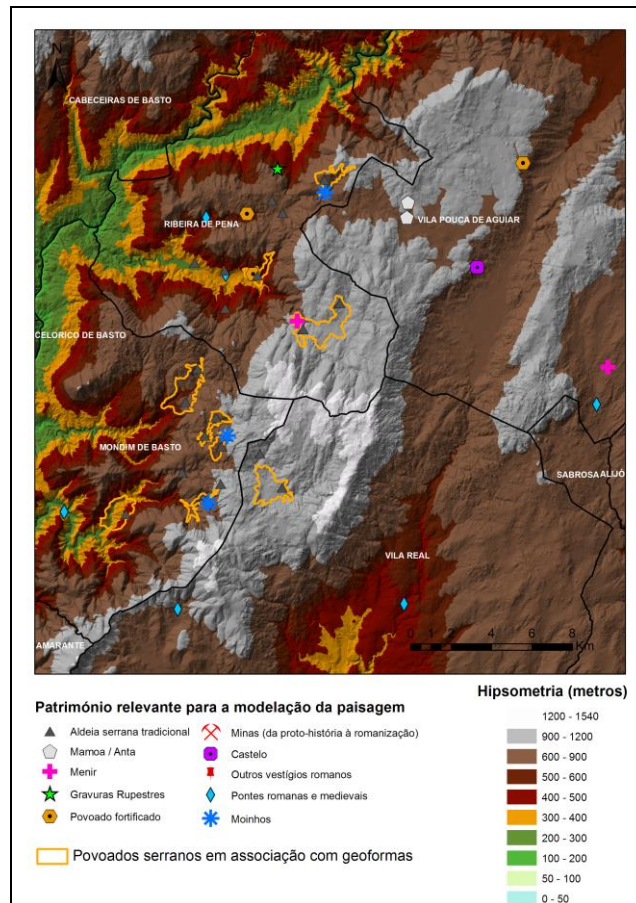 N
CABECEIRAS DE BASTO
RIBEIRA DE PENA
VILA POUCA DE AGUIAR
CELORICO DE BASTO
MONDIM DE BASTO
SABROSA ALIJÓ
VILA REAL
AMARANTE
0 1 2 4 6 8
Km
Património relevante para a modelação da paisagem
Aldeia serrana tradicional
Mamoa / Anta
Menir
Gravuras Rupestres
Povoado fortificado
Minas (da proto-história à romanização)
Castelo
Outros vestígios romanos
Pontes romanas e medievais
Moinhos
Povoados serranos em associação com geoformas
Hipsometria (metros)
1200 - 1540
900 - 1200
600 - 900
500 - 600
400 - 500
300 - 400
200 - 300
100 - 200
50 - 100
0 - 50